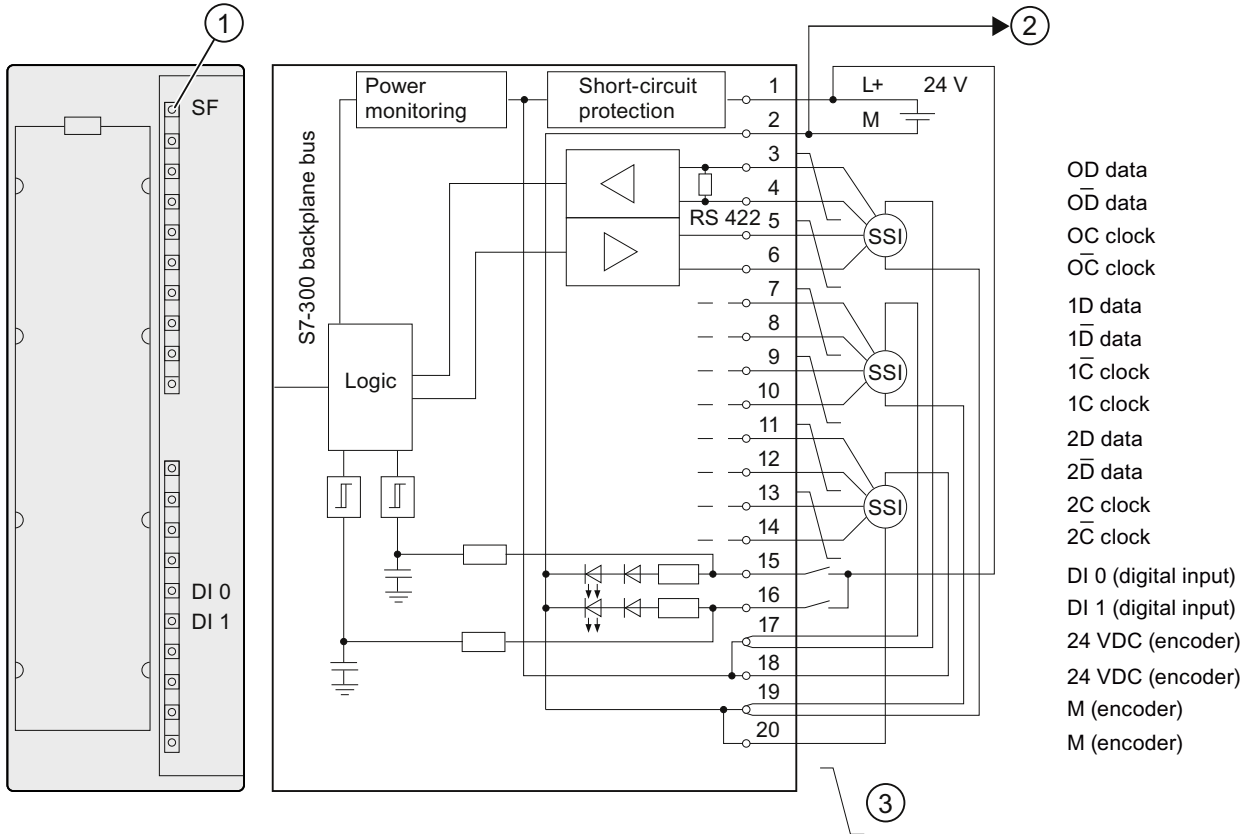 1
SF
DI 0
DI 1
S7-300 backplane bus
Power
monitoring
Short-circuit
protection
Logic
RS 422
1
2
3
4
5
6
7
8
9
10
11
12
13
14
15
16
17
18
19
20
L+ 24 V
M
2
SSI
SSI
SSI
3
OD data
OD̅ data
OC clock
OC̅ clock
1D data
1D̅ data
1C̅ clock
1C clock
2D data
2D̅ data
2C clock
2C̅ clock
DI 0 (digital input)
DI 1 (digital input)
24 VDC (encoder)
24 VDC (encoder)
M (encoder)
M (encoder)